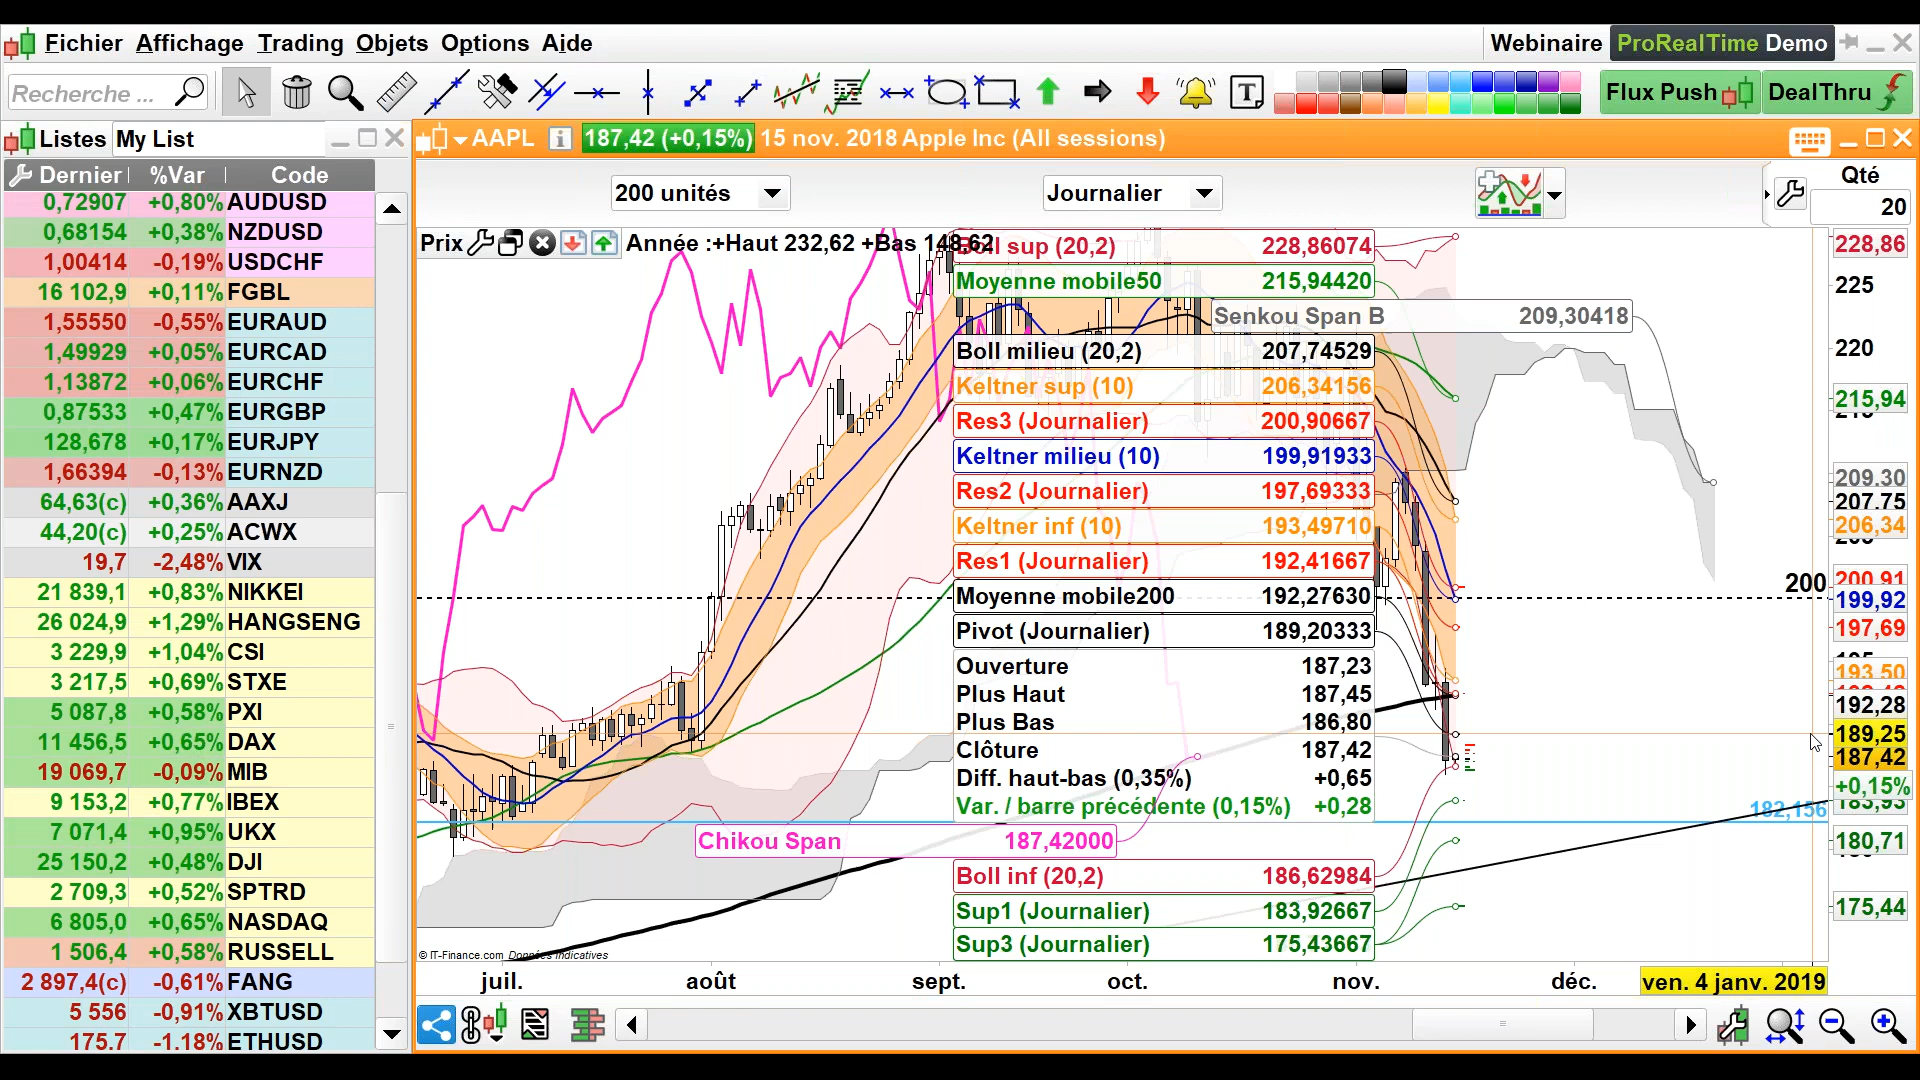 Fichier Affichage Trading Objets Options Aide
Webinaire ProRealTime Demo
Recherche ...
T
Flux Push DealThru
Listes My List
AAPL i 187,42 (+0,15%) 15 nov. 2018 Apple Inc (All sessions)
Dernier %Var Code
0,72907 +0,80% AUDUSD
0,68154 +0,38% NZDUSD
1,00414 -0,19% USDCHF
16 102,9 +0,11% FGBL
1,55550 -0,55% EURAUD
1,49929 +0,05% EURCAD
1,13872 +0,06% EURCHF
0,87533 +0,47% EURGBP
128,678 +0,17% EURJPY
1,66394 -0,13% EURNZD
64,63(c) +0,36% AAXJ
44,20(c) +0,25% ACWX
19,7 -2,48% VIX
21 839,1 +0,83% NIKKEI
26 024,9 +1,29% HANGSENG
3 229,9 +1,04% CSI
3 217,5 +0,69% STXE
5 087,8 +0,58% PXI
11 456,5 +0,65% DAX
19 069,7 -0,09% MIB
9 153,2 +0,77% IBEX
7 071,4 +0,95% UKX
25 150,2 +0,48% DJI
2 709,3 +0,52% SPTRD
6 805,0 +0,65% NASDAQ
1 506,4 +0,58% RUSSELL
2 897,4(c) -0,61% FANG
5 556 -0,91% XBTUSD
175,7 -1,18% ETHUSD
200 unités
Journalier
Qté
20
Prix
Année :+Haut 232,62 +Bas 148,62
Boll sup (20,2) 228,86074
Moyenne mobile50 215,94420
Senkou Span B 209,30418
Boll milieu (20,2) 207,74529
Keltner sup (10) 206,34156
Res3 (Journalier) 200,90667
Keltner milieu (10) 199,91933
Res2 (Journalier) 197,69333
Keltner inf (10) 193,49710
Res1 (Journalier) 192,41667
Moyenne mobile200 192,27630
Pivot (Journalier) 189,20333
Ouverture 187,23
Plus Haut 187,45
Plus Bas 186,80
Clôture 187,42
Diff. haut-bas (0,35%) +0,65
Var. / barre précédente (0,15%) +0,28
Chikou Span 187,42000
Boll inf (20,2) 186,62984
Sup1 (Journalier) 183,92667
Sup3 (Journalier) 175,43667
228,86
225
220
215,94
209,30
207,75
206,34
200
200,91
199,92
197,69
193,50
192,28
189,25
187,42
+0,15%
183,93
182,156
180,71
175,44
© IT-Finance.com Données indicatives
juil. août sept. oct. nov. déc. ven. 4 janv. 2019